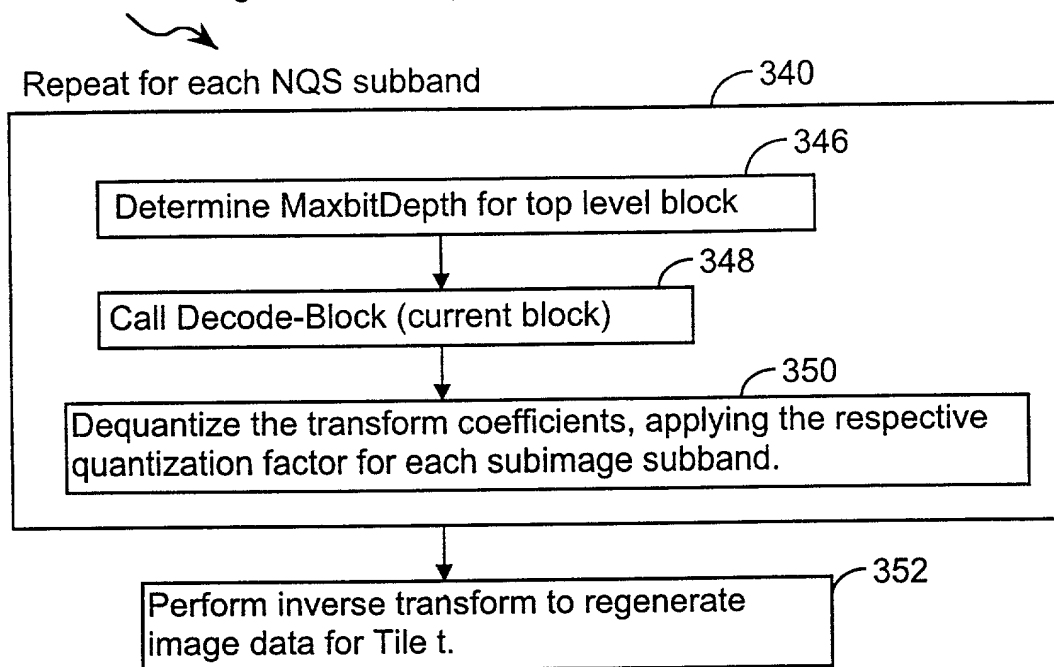 Repeat for each NQS subband
340
346
Determine MaxbitDepth for top level block
348
Call Decode-Block (current block)
350
Dequantize the transform coefficients, applying the respective
quantization factor for each subimage subband.
352
Perform inverse transform to regenerate
image data for Tile t.